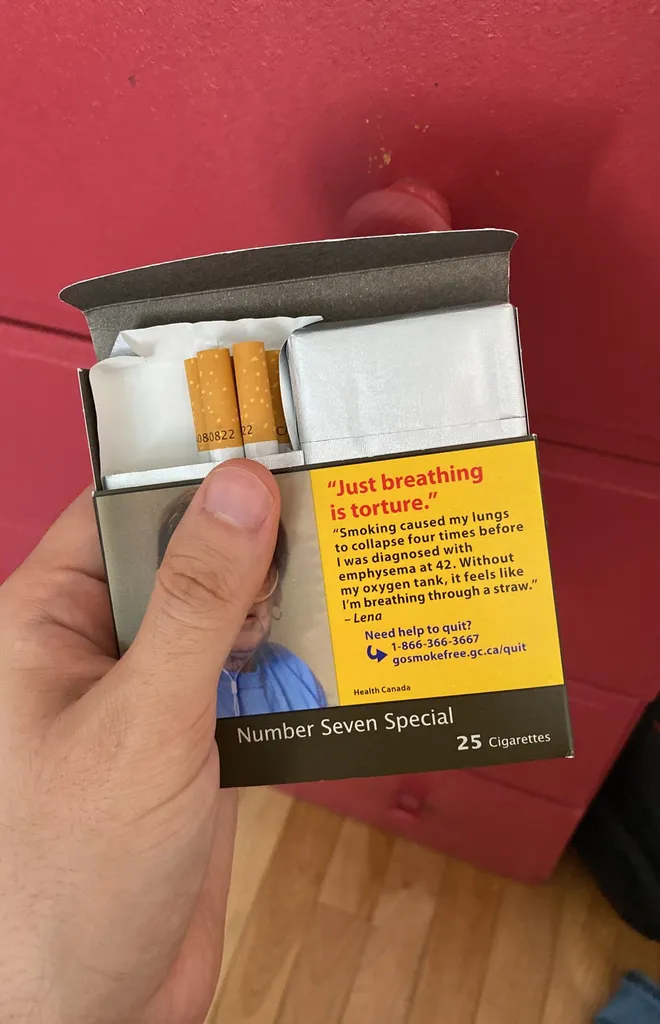 080822
22
“Just breathing
is torture.”
“Smoking caused my lungs
to collapse four times before
I was diagnosed with
emphysema at 42. Without
my oxygen tank, it feels like
I’m breathing through a straw.”
– Lena
Need help to quit?
1-866-366-3667
gosmokefree.gc.ca/quit
Health Canada
Number Seven Special
25 Cigarettes